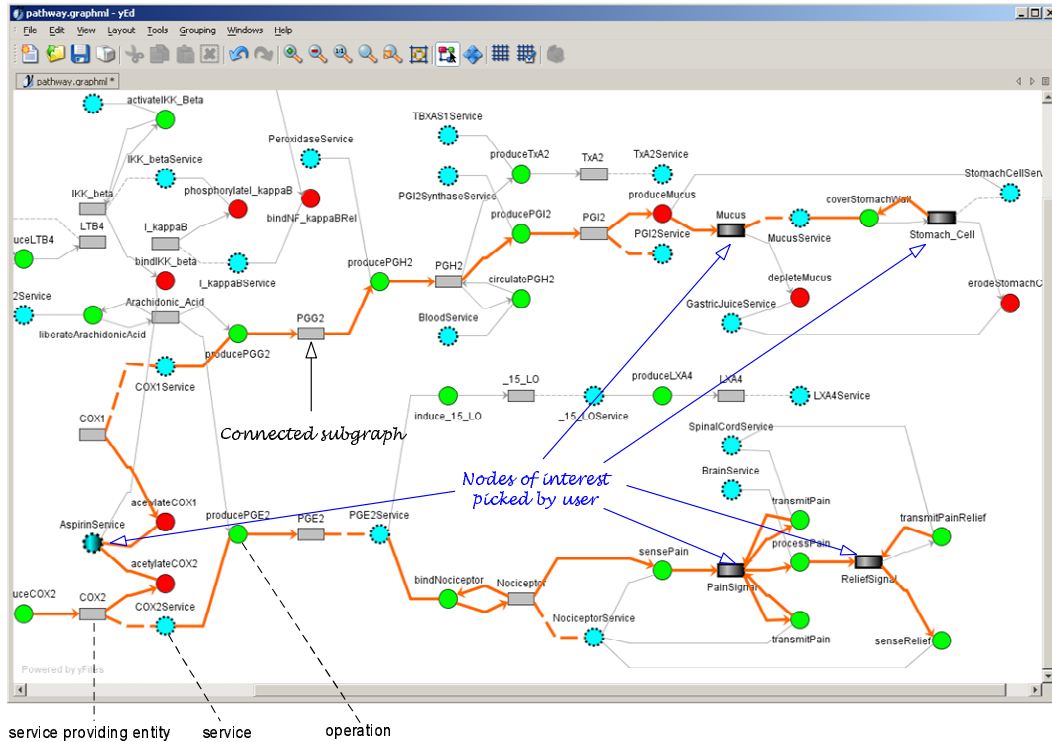 pathway.graphml - yEd
File Edit View Layout Tools Grouping Windows Help
pathway.graphml *
activateIKK_Beta
TBXAS1Service
PeroxidaseService
produceTxA2
TxA2
TxA2Service
IKK_betaService
StomachCellServ
IKK_beta
phosphorylateI_kappaB
PGI2SynthaseService
produceMucus
coverStomachWall
bindNF_kappaBRel
producePGI2
PGI2
Mucus
uceLTB4
LTB4
I_kappaB
PGI2Service
MucusService
Stomach_Cell
bindIKK_beta
I_kappaBService
producePGH2
PGH2
circulatePGH2
depleteMucus
2Service
Arachidonic_Acid
GastricJuiceService
erodeStomachC
liberateArachidonicAcid
PGG2
BloodService
producePGG2
COX1Service
produceLXA4
LXA4
_15_LO
COX1
induce_15_LO
_15_LOService
LXA4Service
Connected subgraph
SpinalCordService
Nodes of interest
picked by user
BrainService
acetylateCOX1
transmitPain
AspirinService
producePGE2
PGE2
PGE2Service
transmitPainRelief
processPain
sensePain
acetylateCOX2
bindNociceptor
Nociceptor
PainSignal
ReliefSignal
uceCOX2
COX2
COX2Service
NociceptorService
transmitPain
senseRelief
Powered by yFiles
service providing entity
service
operation